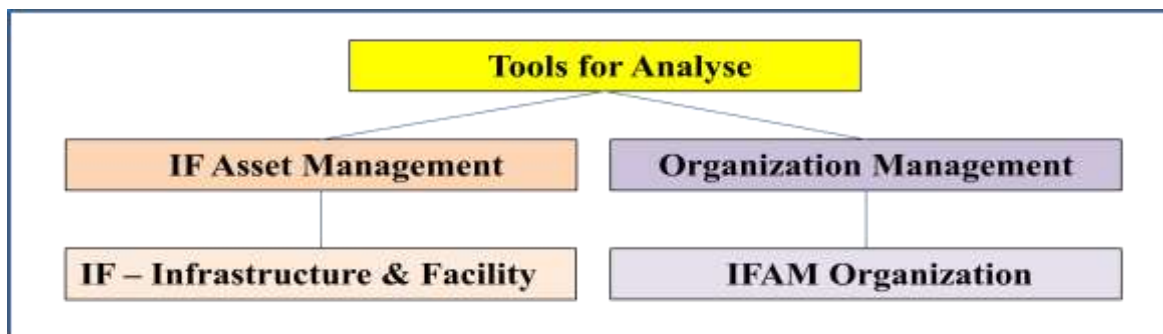 Tools for Analyse
IF Asset Management
Organization Management
IF – Infrastructure & Facility
IFAM Organization